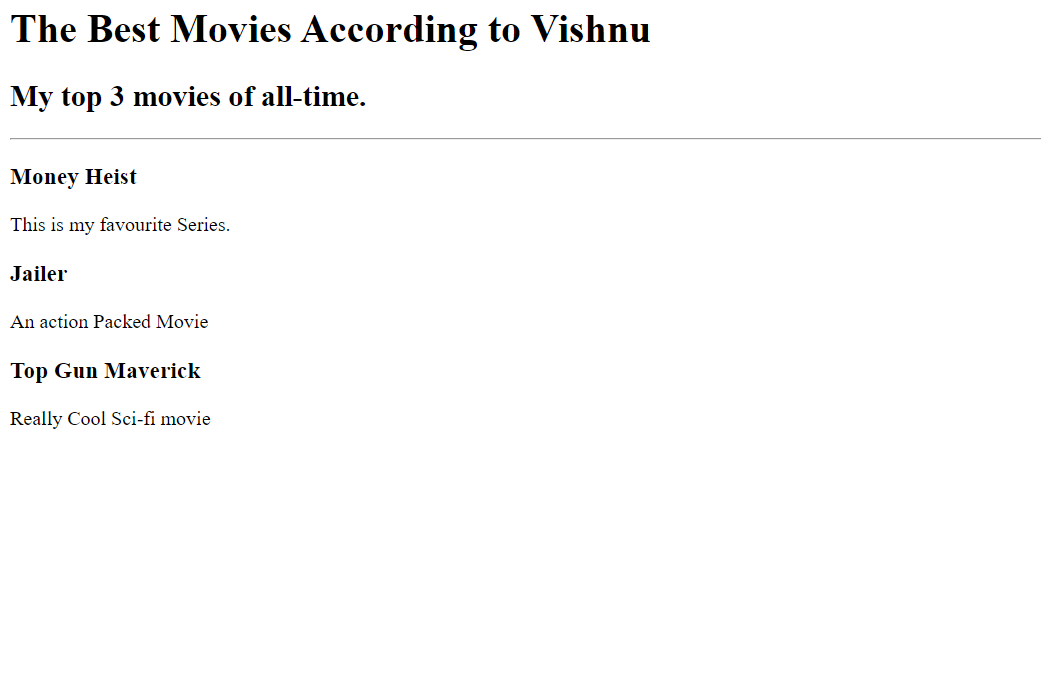 The Best Movies According to Vishnu
My top 3 movies of all-time.
Money Heist
This is my favourite Series.
Jailer
An action Packed Movie
Top Gun Maverick
Really Cool Sci-fi movie